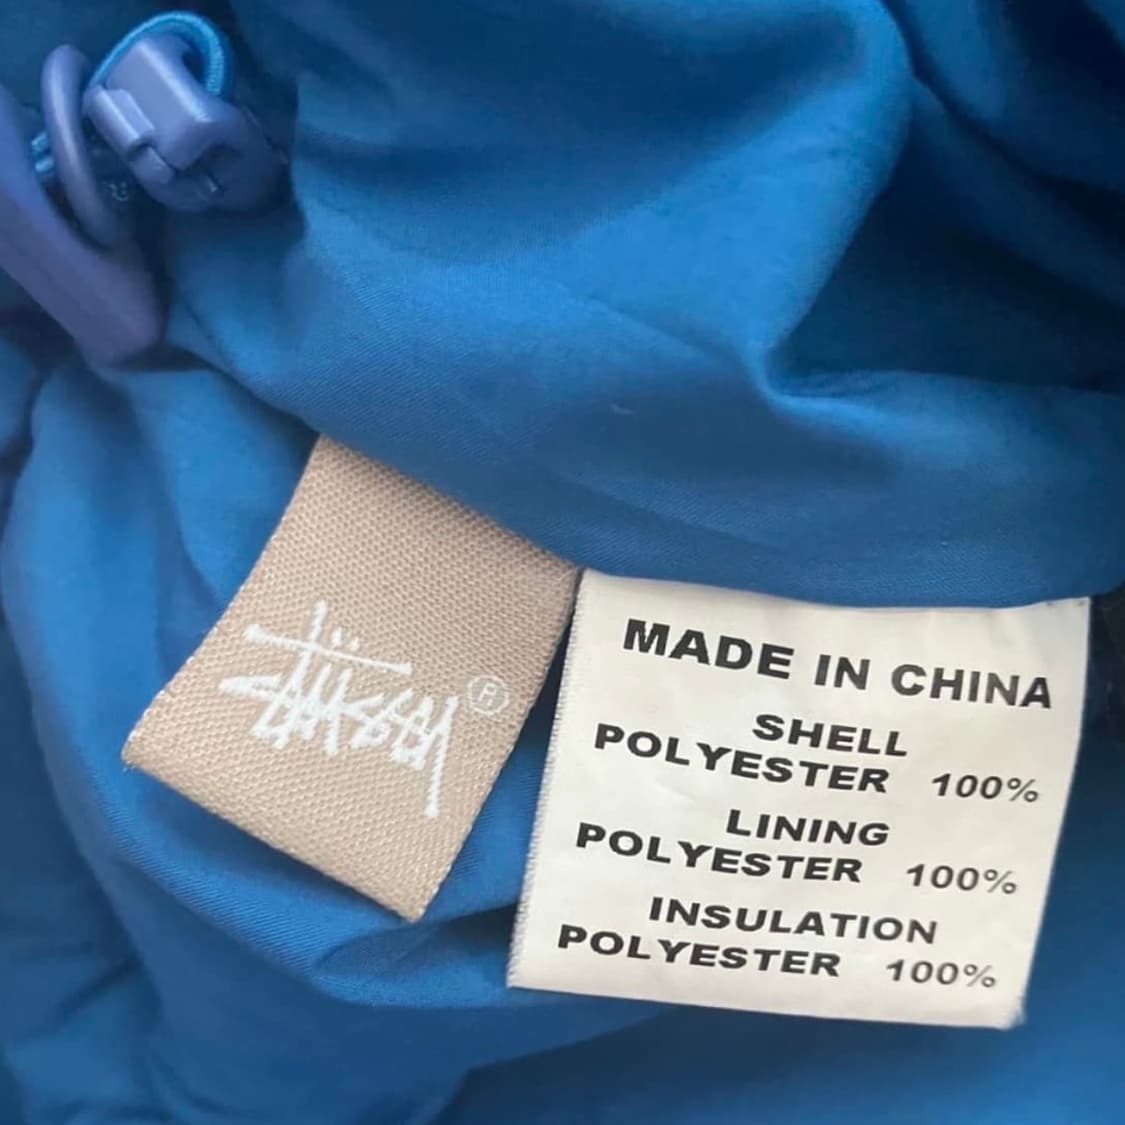 Stüssy ®
MADE IN CHINA
SHELL
POLYESTER 100%
LINING
POLYESTER 100%
INSULATION
POLYESTER 100%